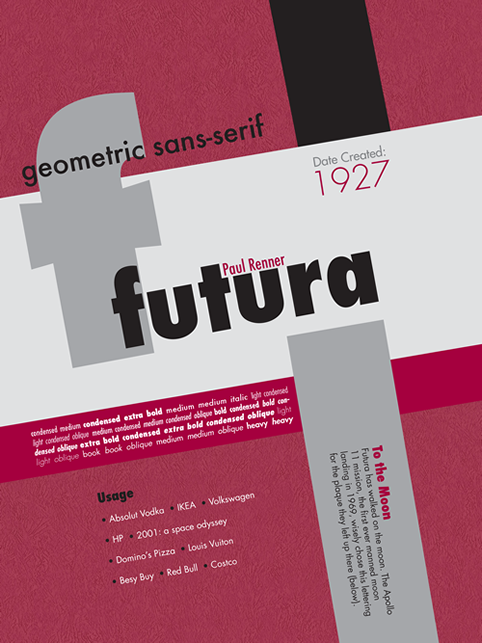 f
geometric sans-serif
Date Created:
1927
Paul Renner
futura
condensed medium condensed extra bold medium medium italic light condensed
light condensed oblique medium condensed medium condensed oblique bold condensed bold con-
densed oblique extra bold condensed extra bold condensed oblique light
light oblique book book oblique medium medium oblique heavy heavy
Usage
• Absolut Vodka • IKEA • Volkswagen
• HP • 2001: a space odyssey
• Domino's Pizza • Louis Vuiton
• Besy Buy • Red Bull • Costco
To the Moon
Futura has walked on the moon. The Apollo
11 mission, the first ever manned moon
landing in 1969, wisely chose this lettering
for the plaque they left up there (below).